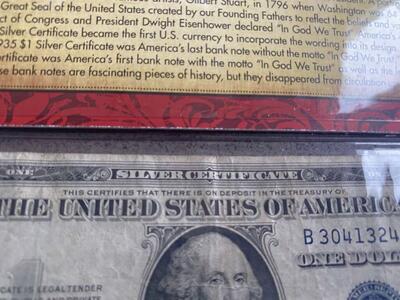 Gilbert Stuart, in 1796 when Washington was 64
Great Seal of the United States created by our Founding Fathers to reflect the beliefs and
ct of Congress and President Dwight Eisenhower declared "In God We Trust" America's
Silver Certificate became the first U.S. currency to incorporate the wording into its design.
935 $1 Silver Certificate was America's last bank note without the motto "In God We Trust"
ertificate was America's first bank note with the motto "In God We Trust" as well as the
se bank notes are fascinating pieces of history, but they disappeared from circulation
ONE SILVER CERTIFICATE ONE
THIS CERTIFIES THAT THERE IS ON DEPOSIT IN THE TREASURY OF
THE UNITED STATES OF AMERICA
B 3041324
ICATE IS LEGAL TENDER
ONE DOL